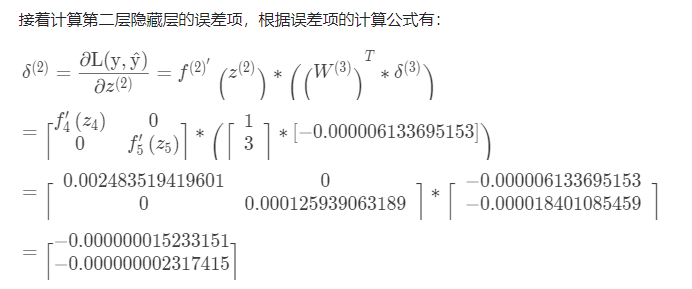 接着计算第二层隐藏层的误差项，根据误差项的计算公式有：
δ^(2) = ∂L(y,ŷ)/∂z^(2) = f^(2)′ (z^(2)) * ((W^(3))^T * δ^(3))
= [f′_4 (z_4) 0; 0 f′_5 (z_5)] * ([1; 3] * [−0.000006133695153])
= [0.002483519419601 0; 0 0.000125939063189] * [−0.000006133695153; −0.000018401085459]
= [−0.000000015233151; −0.000000002317415]